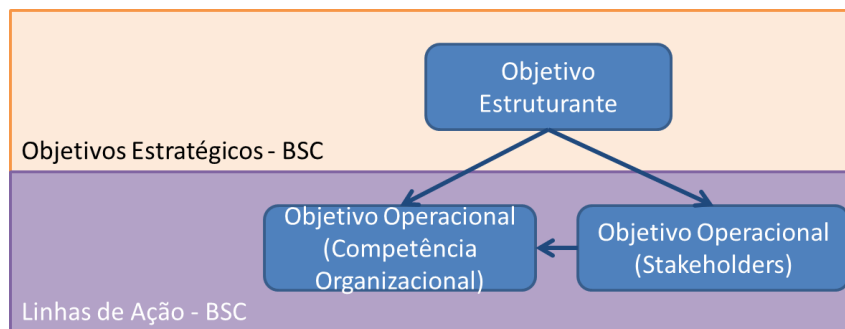 Objetivo
Estruturante
Objetivos Estratégicos - BSC
Objetivo Operacional
(Competência
Organizacional)
Objetivo Operacional
(Stakeholders)
Linhas de Ação - BSC